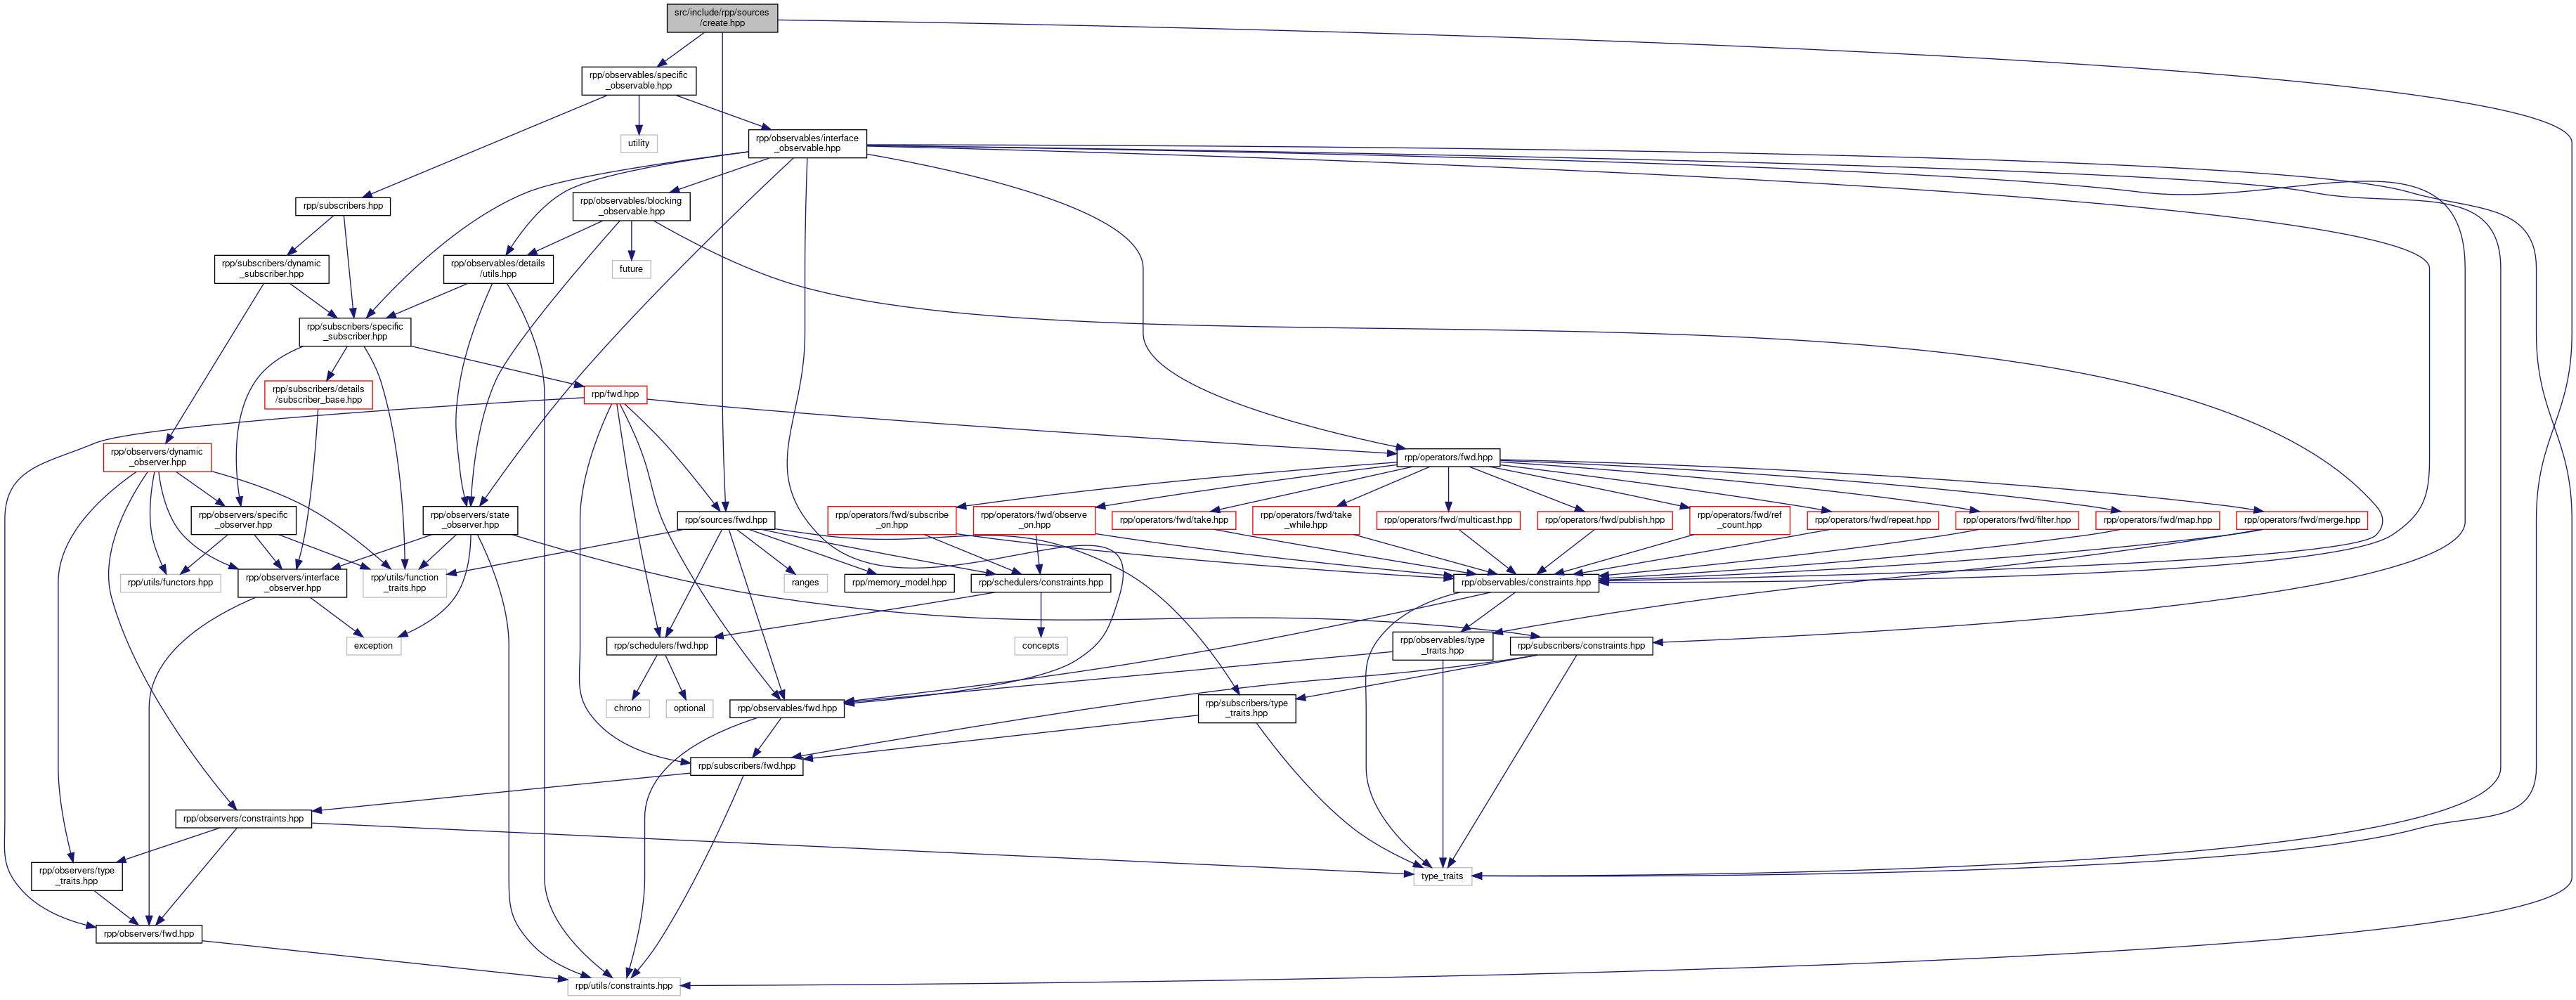 src/include/rpp/sources
/create.hpp
rpp/observables/specific
_observable.hpp
utility
rpp/observables/interface
_observable.hpp
rpp/subscribers.hpp
rpp/observables/blocking
_observable.hpp
rpp/subscribers/dynamic
_subscriber.hpp
rpp/observables/details
/utils.hpp
future
rpp/subscribers/specific
_subscriber.hpp
rpp/subscribers/details
/subscriber_base.hpp
rpp/fwd.hpp
rpp/observers/dynamic
_observer.hpp
rpp/operators/fwd.hpp
rpp/observers/specific
_observer.hpp
rpp/observers/state
_observer.hpp
rpp/sources/fwd.hpp
rpp/operators/fwd/subscribe
_on.hpp
rpp/operators/fwd/observe
_on.hpp
rpp/operators/fwd/take.hpp
rpp/operators/fwd/take
_while.hpp
rpp/operators/fwd/multicast.hpp
rpp/operators/fwd/publish.hpp
rpp/operators/fwd/ref
_count.hpp
rpp/operators/fwd/repeat.hpp
rpp/operators/fwd/filter.hpp
rpp/operators/fwd/map.hpp
rpp/operators/fwd/merge.hpp
rpp/utils/functors.hpp
rpp/observers/interface
_observer.hpp
rpp/utils/function
_traits.hpp
ranges
rpp/memory_model.hpp
rpp/schedulers/constraints.hpp
rpp/observables/constraints.hpp
exception
rpp/schedulers/fwd.hpp
concepts
rpp/observables/type
_traits.hpp
rpp/subscribers/constraints.hpp
chrono
optional
rpp/observables/fwd.hpp
rpp/subscribers/type
_traits.hpp
rpp/subscribers/fwd.hpp
rpp/observers/constraints.hpp
rpp/observers/type
_traits.hpp
type_traits
rpp/observers/fwd.hpp
rpp/utils/constraints.hpp